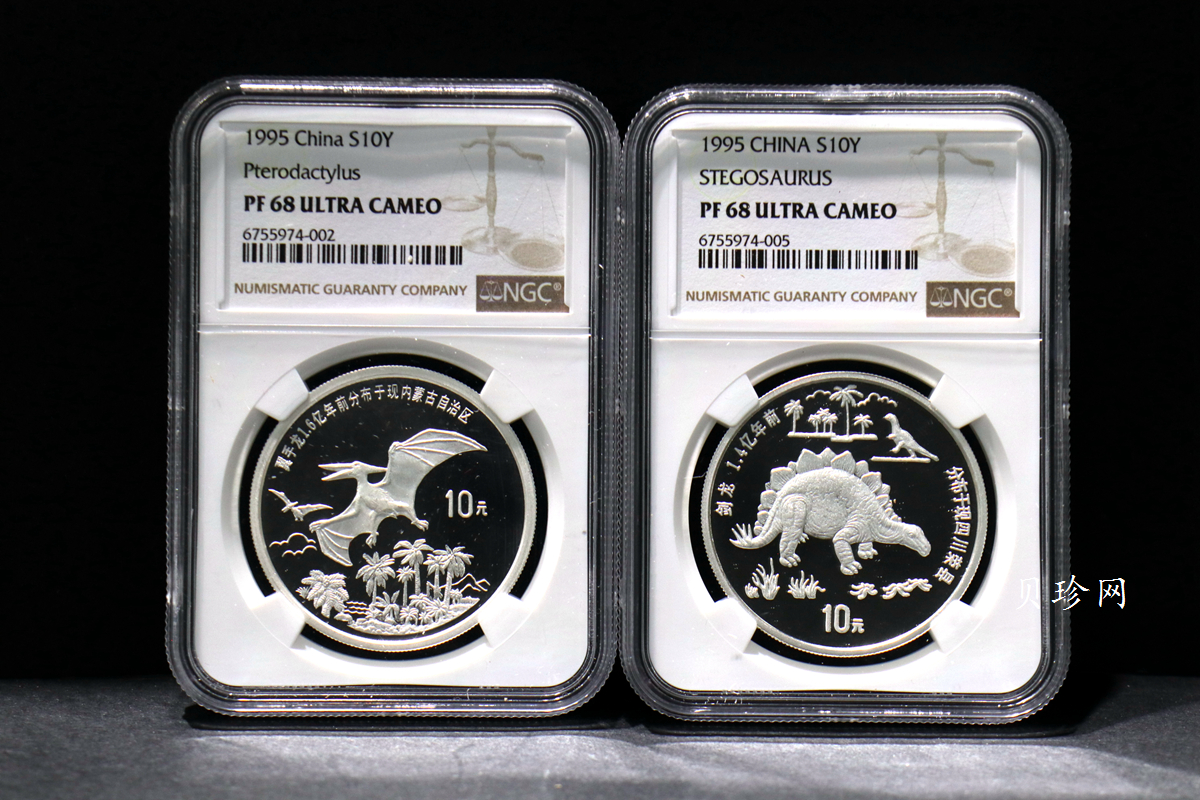 1995 China S10Y
Pterodactylus
PF 68 ULTRA CAMEO
6755974-002
NUMISMATIC GUARANTY COMPANY
NGC®
翼手龙1.6亿年前分布于现内蒙古自治区
10元
1995 CHINA S10Y
STEGOSAURUS
PF 68 ULTRA CAMEO
6755974-005
NUMISMATIC GUARANTY COMPANY
NGC®
剑龙 1.4亿年前
分布于现四川荣县
10元
贝珍网